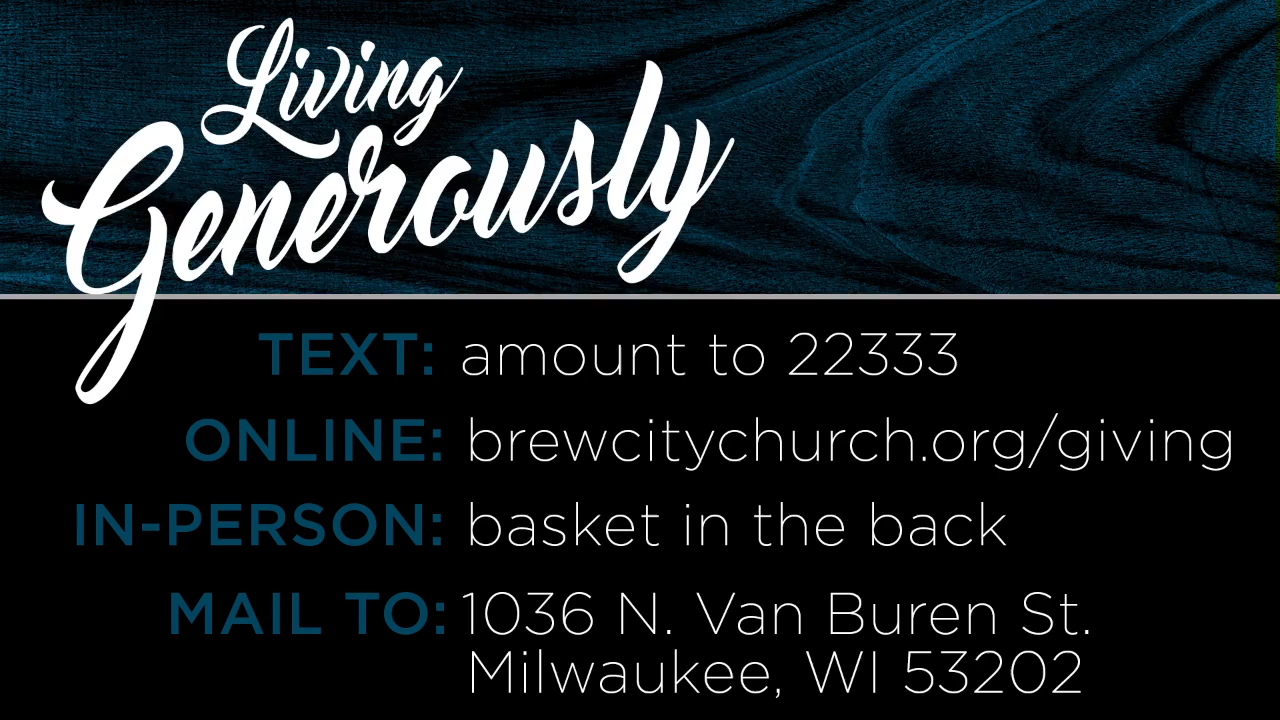 Living
Generously
TEXT: amount to 22333
ONLINE: brewcitychurch.org/giving
IN-PERSON: basket in the back
MAIL TO: 1036 N. Van Buren St.
Milwaukee, WI 53202